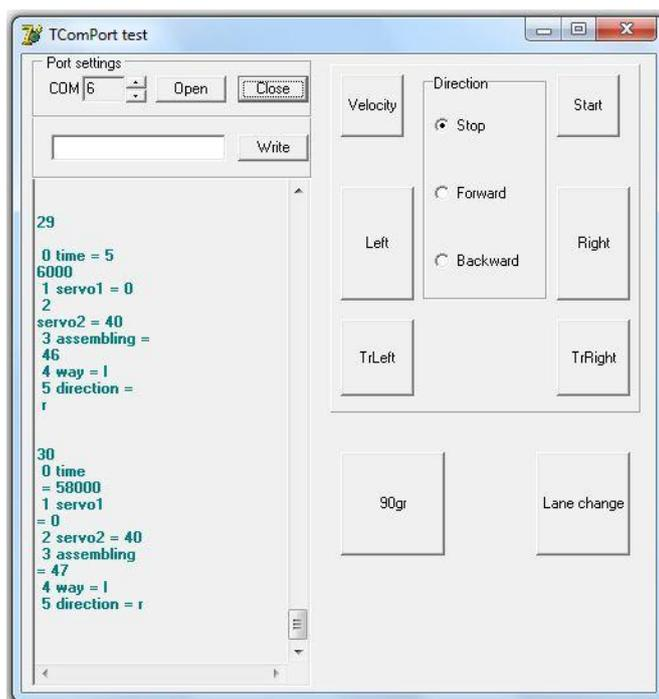 TComPort test
Port settings
COM 6 Open Close
Write
29
0 time = 5
6000
1 servo1 = 0
2
servo2 = 40
3 assembling =
46
4 way = l
5 direction =
r
30
0 time
= 58000
1 servo1
= 0
2 servo2 = 40
3 assembling
= 47
4 way = l
5 direction = r
Velocity
Direction
Stop
Forward
Backward
Start
Left
Right
TrLeft
TrRight
90gr
Lane change